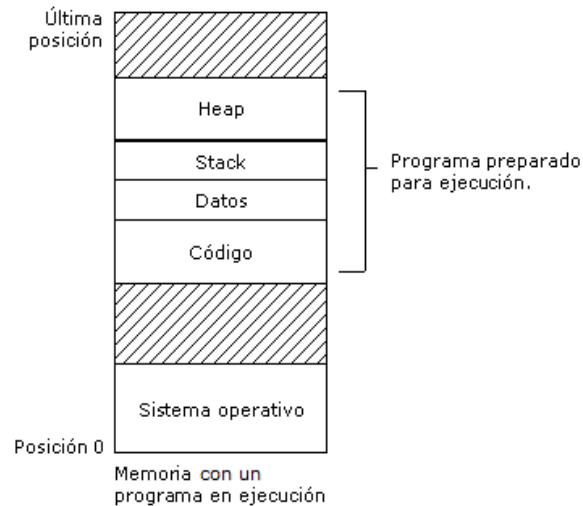 Última
posición
Heap
Stack
Programa preparado
para ejecución.
Datos
Código
Sistema operativo
Posición 0
Memoria con un
programa en ejecución